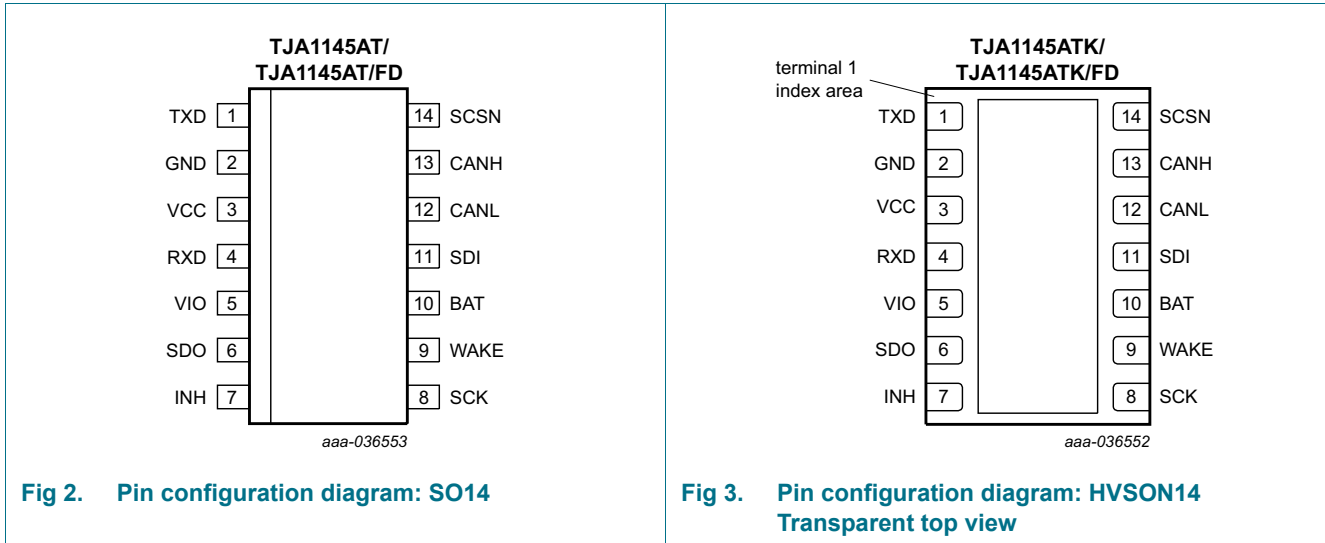 TJA1145AT/
TJA1145AT/FD
TXD 1 14 SCSN
GND 2 13 CANH
VCC 3 12 CANL
RXD 4 11 SDI
VIO 5 10 BAT
SDO 6 9 WAKE
INH 7 8 SCK
aaa-036553
Fig 2. Pin configuration diagram: SO14
TJA1145ATK/
TJA1145ATK/FD
terminal 1
index area
TXD 1 14 SCSN
GND 2 13 CANH
VCC 3 12 CANL
RXD 4 11 SDI
VIO 5 10 BAT
SDO 6 9 WAKE
INH 7 8 SCK
aaa-036552
Fig 3. Pin configuration diagram: HVSON14
Transparent top view